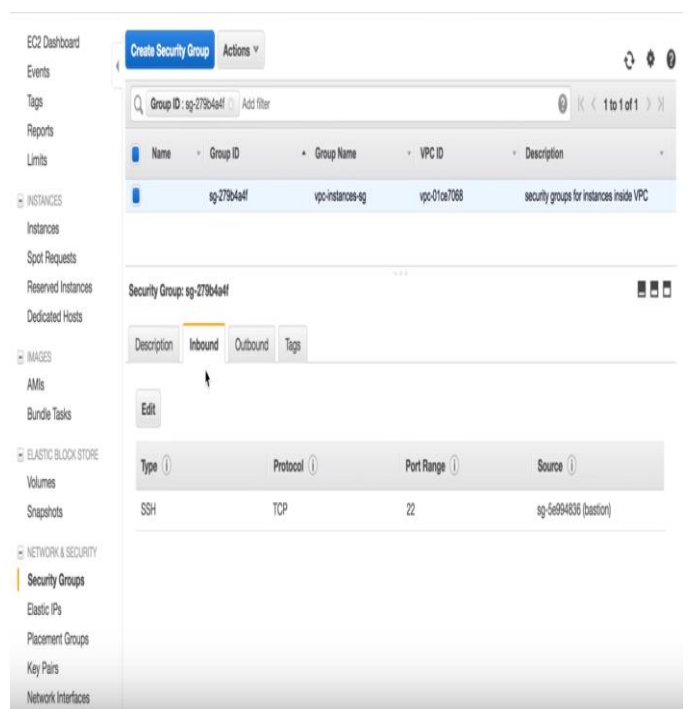 EC2 Dashboard
Events
Tags
Reports
Limits
INSTANCES
Instances
Spot Requests
Reserved Instances
Dedicated Hosts
IMAGES
AMIs
Bundle Tasks
ELASTIC BLOCK STORE
Volumes
Snapshots
NETWORK & SECURITY
Security Groups
Elastic IPs
Placement Groups
Key Pairs
Network Interfaces
Create Security Group Actions
Group ID : sg-279b4a4f Add filter 1 to 1 of 1
Name Group ID Group Name VPC ID Description
sg-279b4a4f vpc-instances-sg vpc-01ce7068 security groups for instances inside VPC
Security Group: sg-279b4a4f
Description Inbound Outbound Tags
Edit
Type Protocol Port Range Source
SSH TCP 22 sg-5e994836 (bastion)